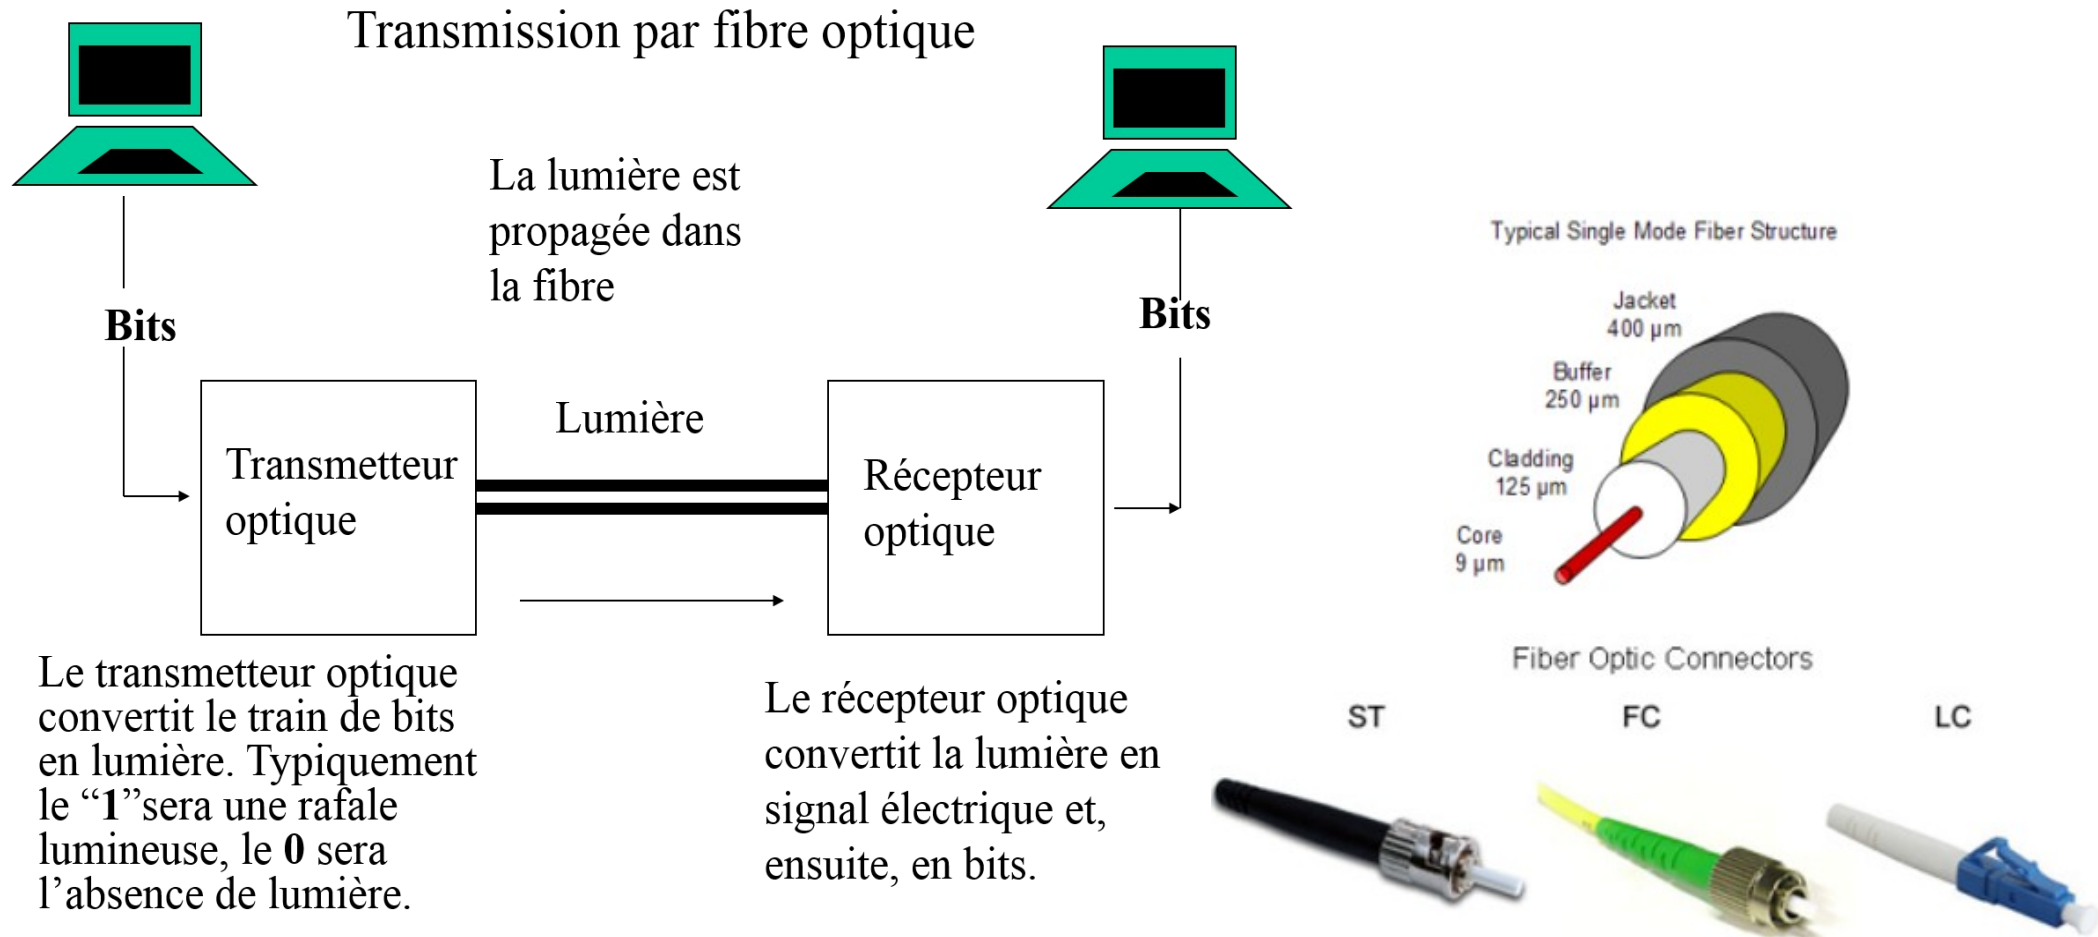 Transmission par fibre optique
La lumière est
propagée dans
la fibre
Bits
Bits
Lumière
Transmetteur
optique
Récepteur
optique
Le transmetteur optique
convertit le train de bits
en lumière. Typiquement
le “1”sera une rafale
lumineuse, le 0 sera
l’absence de lumière.
Le récepteur optique
convertit la lumière en
signal électrique et,
ensuite, en bits.
Typical Single Mode Fiber Structure
Jacket
400 µm
Buffer
250 µm
Cladding
125 µm
Core
9 µm
Fiber Optic Connectors
ST
FC
LC